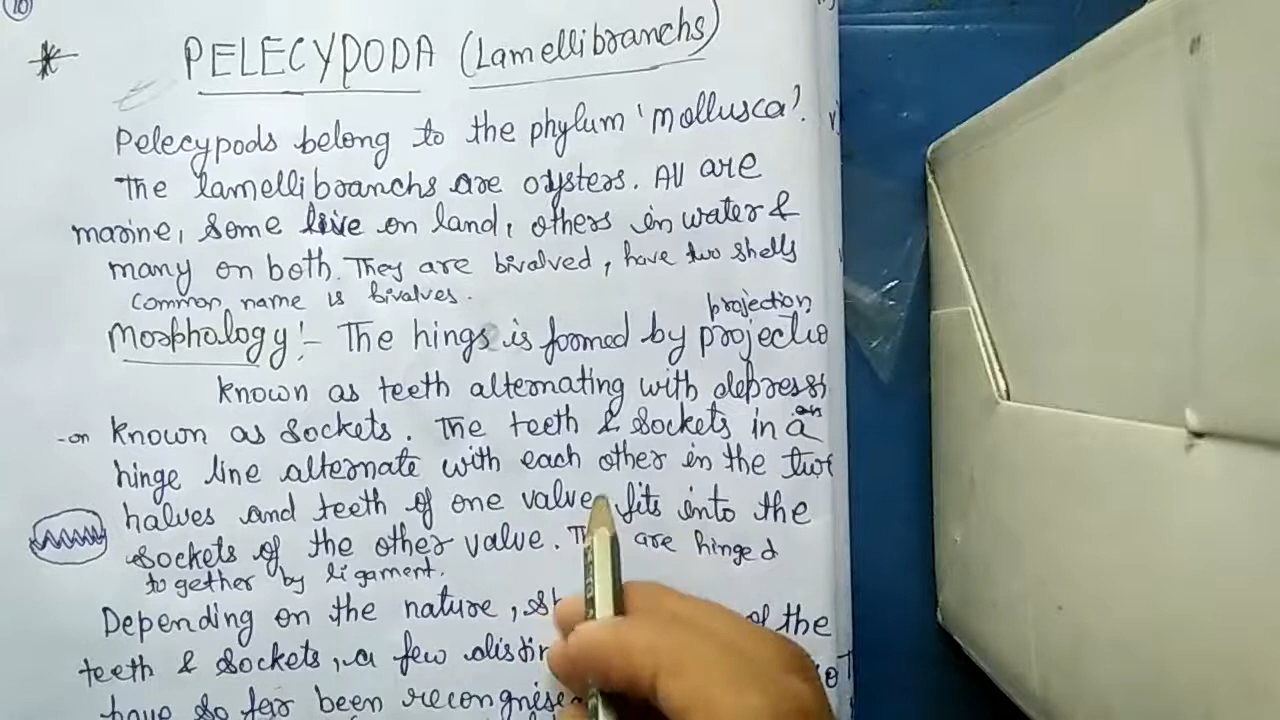 10
PELECYPODA (Lamellibranchs)
Pelecypods belong to the phylum 'mollusca'.
The lamellibranchs are oysters. All are
marine, some live on land, others in water &
many on both. They are bivalved, have two shells
Common name is bivalves.
projection
Morphology:- The hings is formed by projectio
known as teeth alternating with depressi
-on known as sockets. The teeth & sockets in a
an
hinge line alternate with each other in the two
halves and teeth of one valve fits into the
sockets of the other valve. are hinged
together by ligament.
Depending on the nature, of the
teeth & sockets, a few
have so far been